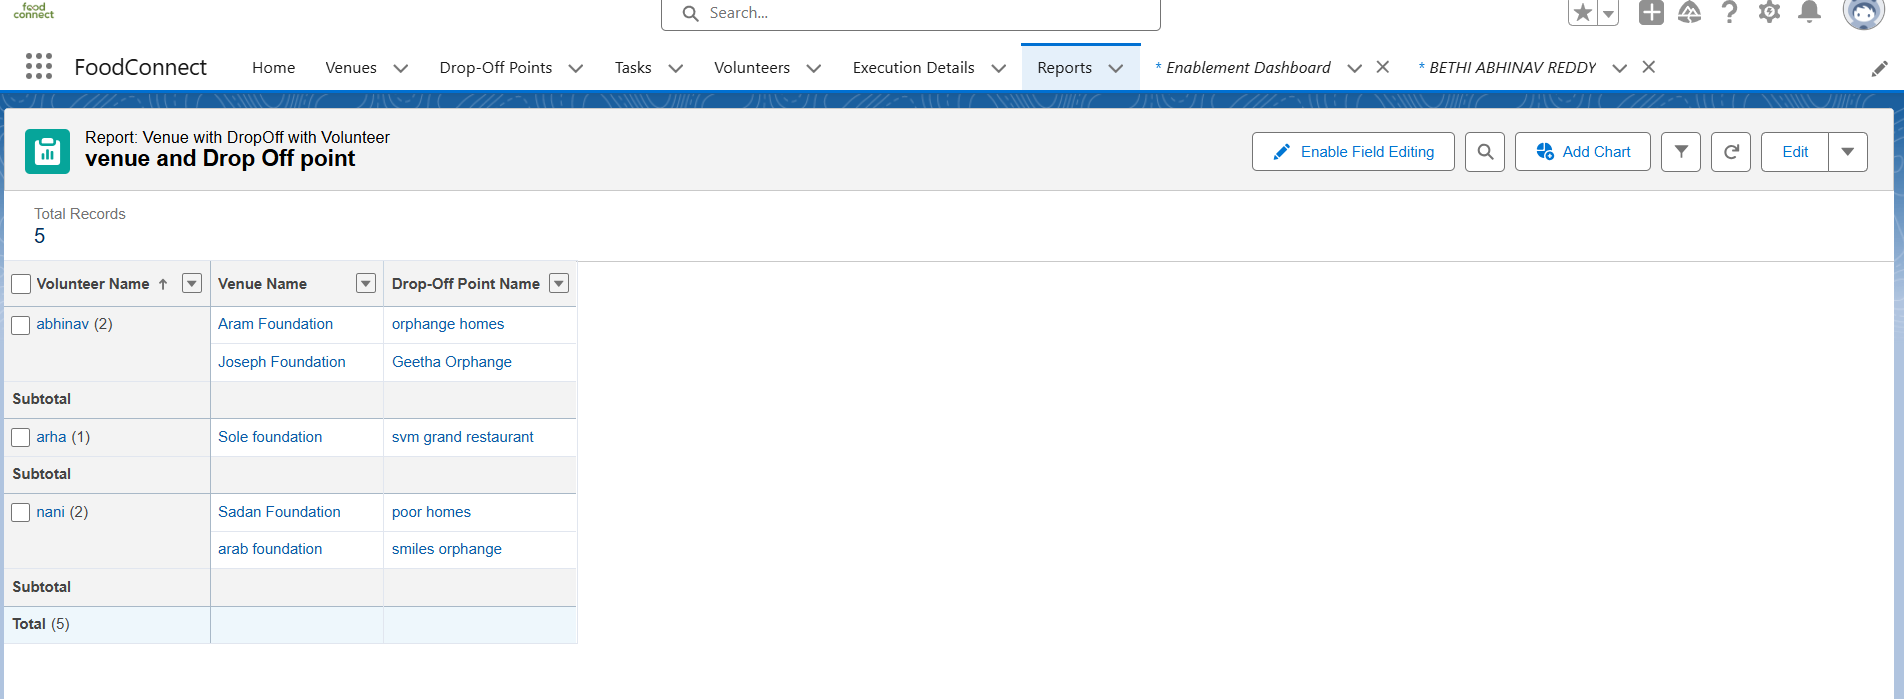 food
connect
Search...
FoodConnect
Home
Venues
Drop-Off Points
Tasks
Volunteers
Execution Details
Reports
* Enablement Dashboard
* BETHI ABHINAV REDDY
Report: Venue with DropOff with Volunteer
venue and Drop Off point
Enable Field Editing
Add Chart
Edit
Total Records
5
Volunteer Name ↑ Venue Name Drop-Off Point Name
abhinav (2) Aram Foundation orphange homes
Joseph Foundation Geetha Orphange
Subtotal
arha (1) Sole foundation svm grand restaurant
Subtotal
nani (2) Sadan Foundation poor homes
arab foundation smiles orphange
Subtotal
Total (5)